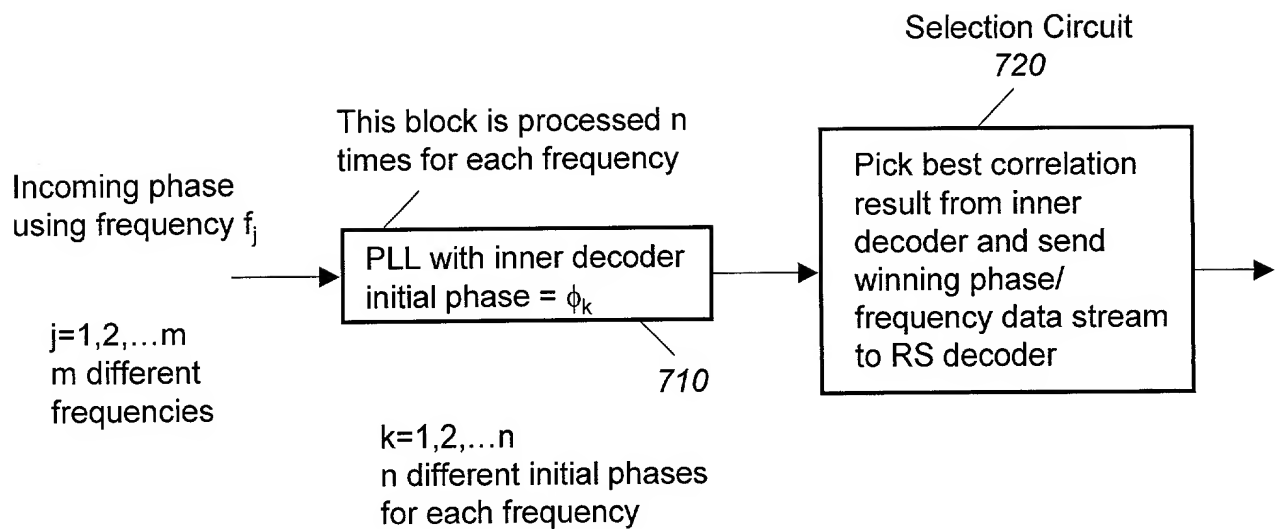 Selection Circuit
720
This block is processed n
times for each frequency
Incoming phase
using frequency fj
PLL with inner decoder
initial phase = ϕk
710
Pick best correlation
result from inner
decoder and send
winning phase/
frequency data stream
to RS decoder
j=1,2,...m
m different
frequencies
k=1,2,...n
n different initial phases
for each frequency